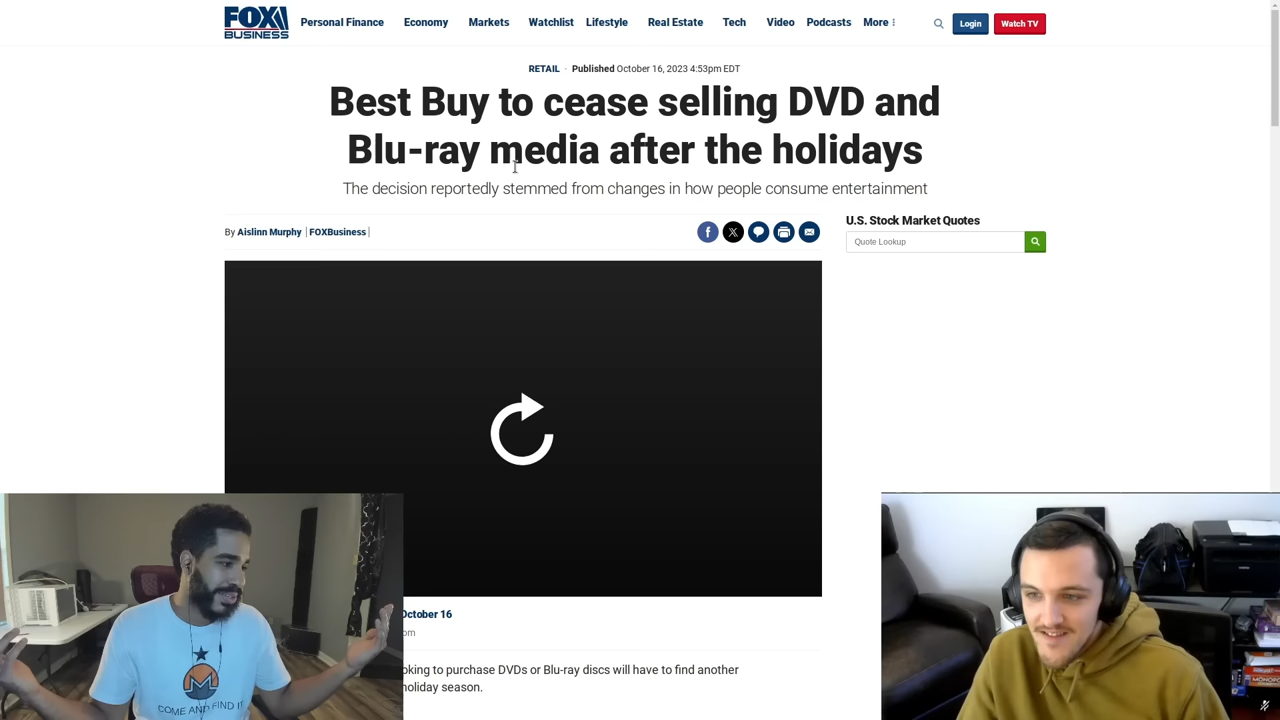 FOX
BUSINESS
Personal Finance
Economy
Markets
Watchlist
Lifestyle
Real Estate
Tech
Video
Podcasts
More
Login
Watch TV
RETAIL · Published October 16, 2023 4:53pm EDT
Best Buy to cease selling DVD and
Blu-ray media after the holidays
The decision reportedly stemmed from changes in how people consume entertainment
By Aislinn Murphy | FOXBusiness |
U.S. Stock Market Quotes
Quote Lookup
October 16
om
oking to purchase DVDs or Blu-ray discs will have to find another
holiday season.
COME AND FIND IT